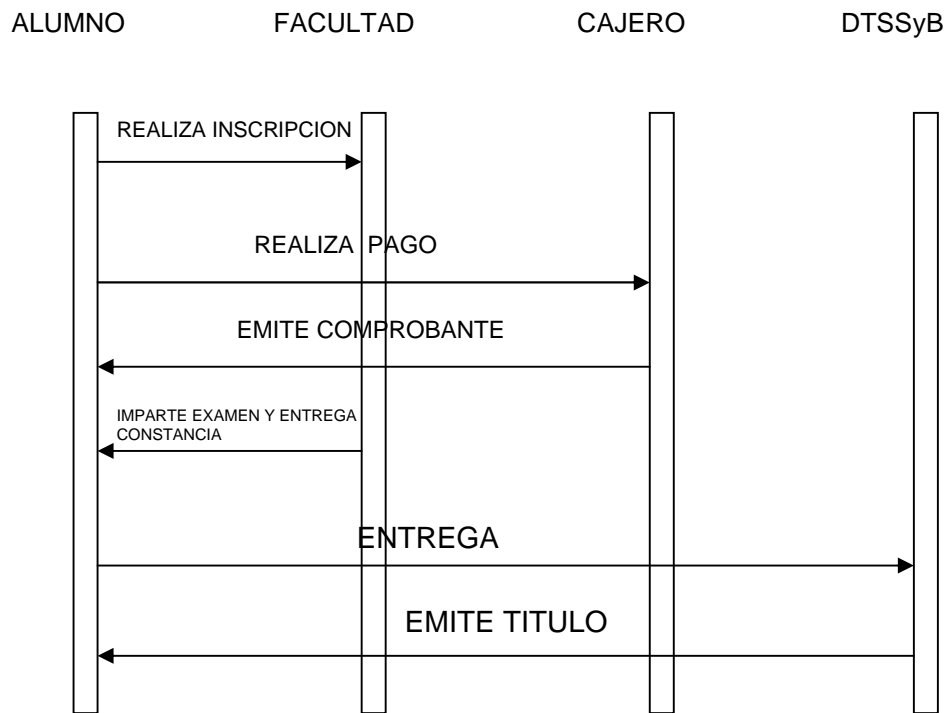 ALUMNO FACULTAD CAJERO DTSSyB
REALIZA INSCRIPCION
REALIZA PAGO
EMITE COMPROBANTE
IMPARTE EXAMEN Y ENTREGA
CONSTANCIA
ENTREGA
EMITE TITULO